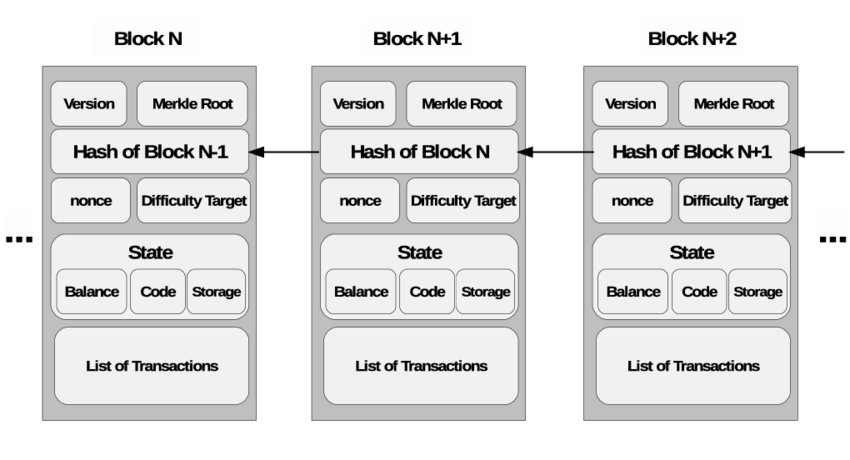 Block N
Block N+1
Block N+2
Version
Merkle Root
Hash of Block N-1
nonce
Difficulty Target
State
Balance
Code
Storage
List of Transactions
Version
Merkle Root
Hash of Block N
nonce
Difficulty Target
State
Balance
Code
Storage
List of Transactions
Version
Merkle Root
Hash of Block N+1
nonce
Difficulty Target
State
Balance
Code
Storage
List of Transactions
...
...